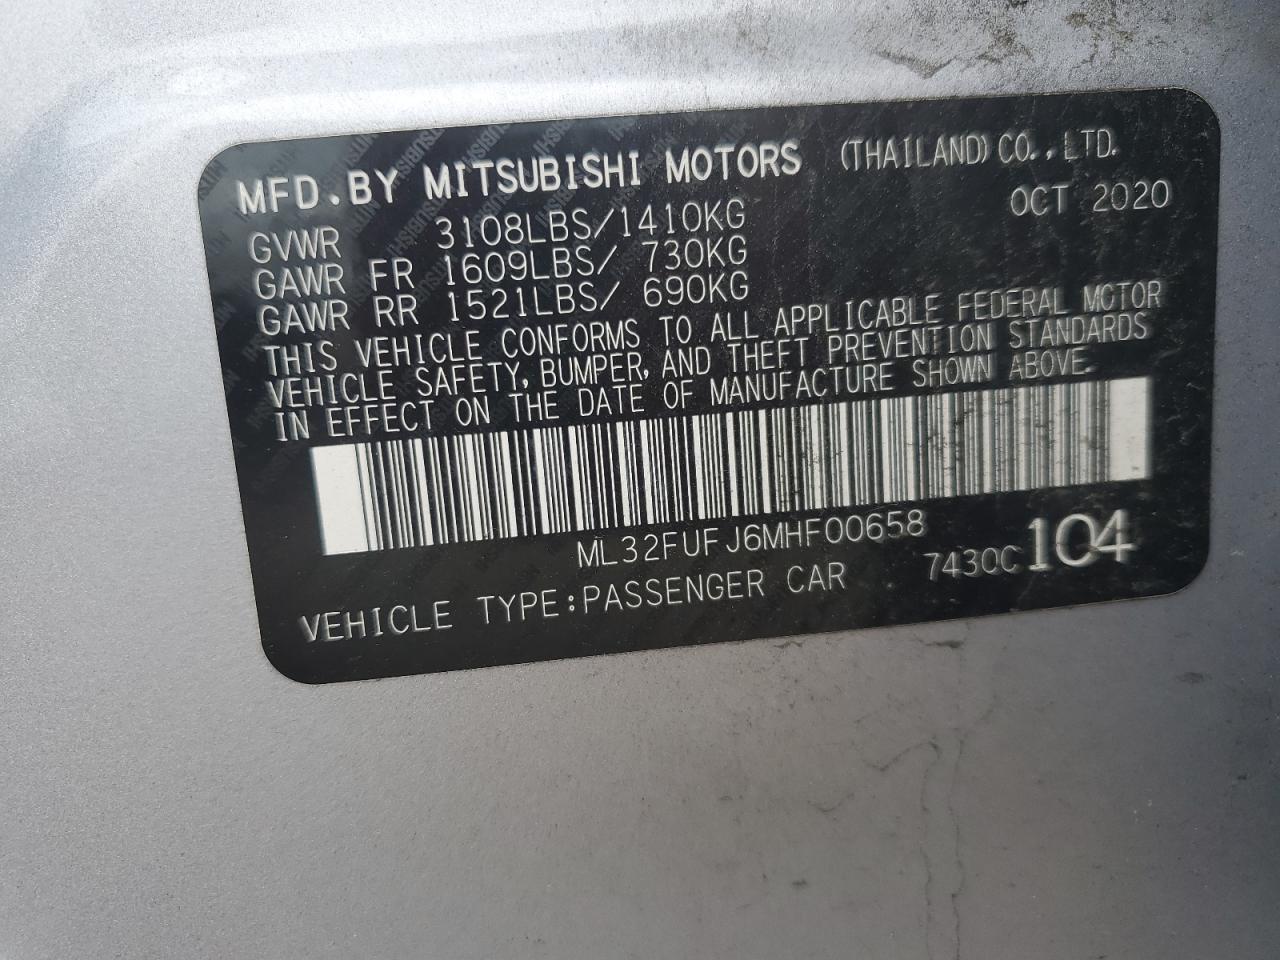 MFD.BY MITSUBISHI MOTORS (THAILAND) CO.,LTD.
OCT 2020
GVWR 3108LBS/1410KG
GAWR FR 1609LBS/ 730KG
GAWR RR 1521LBS/ 690KG
THIS VEHICLE CONFORMS TO ALL APPLICABLE FEDERAL MOTOR
VEHICLE SAFETY, BUMPER, AND THEFT PREVENTION STANDARDS
IN EFFECT ON THE DATE OF MANUFACTURE SHOWN ABOVE.
ML32FUFJ6MHF00658
7430C 104
VEHICLE TYPE:PASSENGER CAR